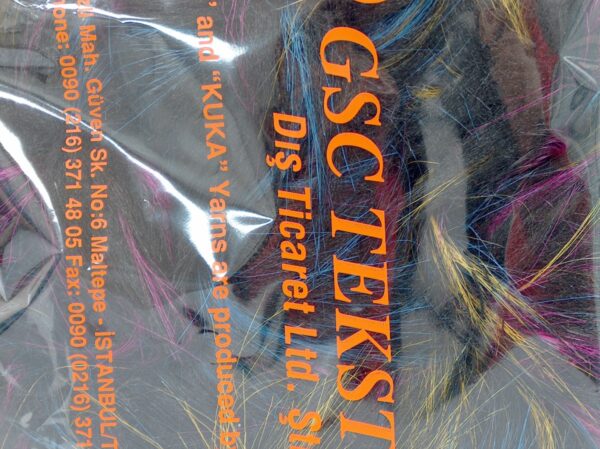 GSC TEKST
Dış Ticaret Ltd. Şt
and "KUKA" Yarns are produced b
Mah. Güven Sk. No:6 Maltepe - İSTANBUL/T
one: 0090 (216) 371 48 05 Fax: 0090 (0216) 371